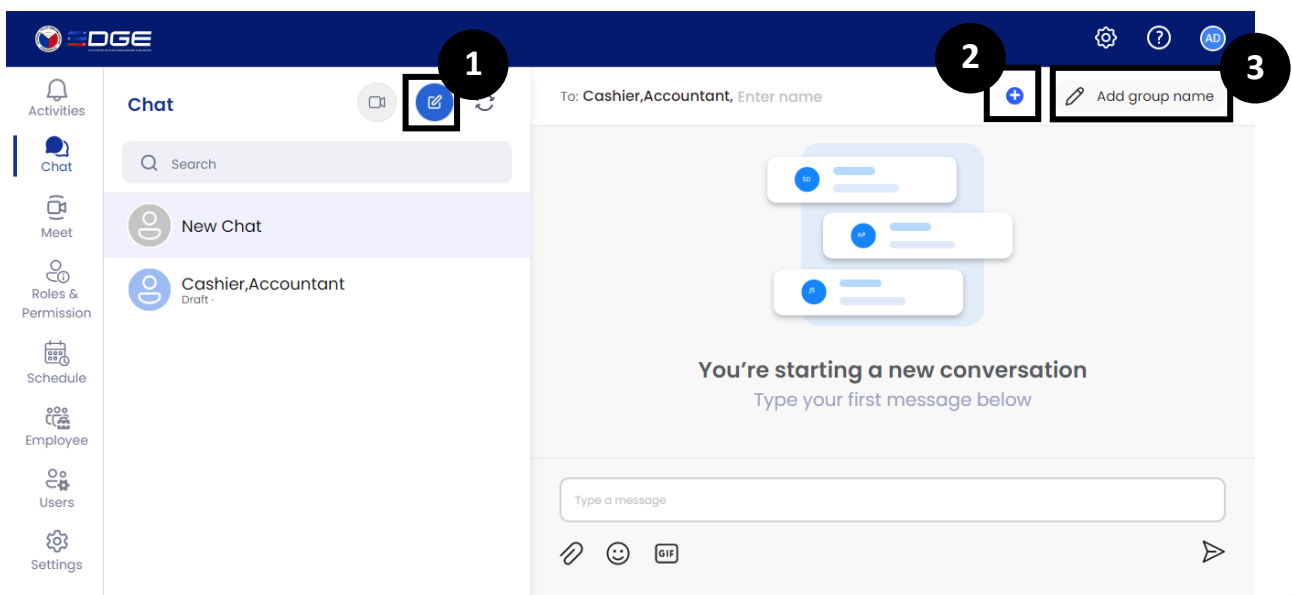 EDGE
AD
1
2
3
Activities
Chat
Meet
Roles &
Permission
Schedule
Employee
Users
Settings
Chat
Search
New Chat
Cashier,Accountant
Draft ·
To: Cashier,Accountant, Enter name
Add group name
SD
AP
JS
You’re starting a new conversation
Type your first message below
Type a message
GIF